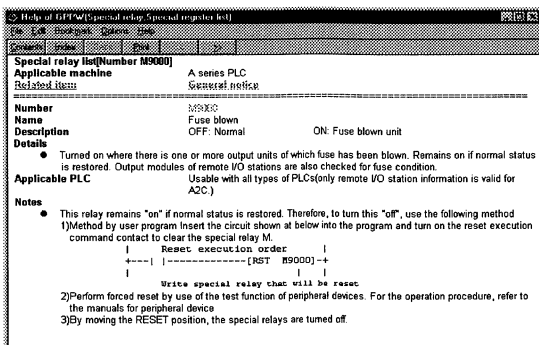 Help of GPPW[Special relay,Special register list]
File Edit Bookmark Options Help
Contents Index Print >>
Special relay list[Number M9000]
Applicable machine A series PLC
Related item General notice
Number M9000
Name Fuse blown
Description OFF: Normal ON: Fuse blown unit
Details
● Turned on where there is one or more output units of which fuse has been blown. Remains on if normal status
is restored. Output modules of remote I/O stations are also checked for fuse condition.
Applicable PLC Usable with all types of PLCs(only remote I/O station information is valid for
A2C.)
Notes
● This relay remains "on" if normal status is restored. Therefore, to turn this "off", use the following method
1)Method by user program Insert the circuit shown at below into the program and turn on the reset execution
command contact to clear the special relay M.
| Reset execution order |
+---| |--------------[RST M9000]-+
| | |
Write special relay that will be reset
2)Perform forced reset by use of the test function of peripheral devices. For the operation procedure, refer to
the manuals for peripheral device
3)By moving the RESET position, the special relays are turned off.